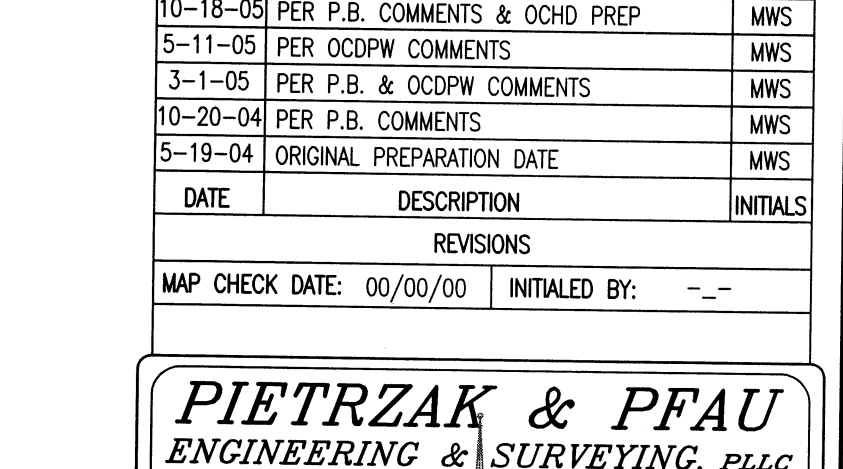 10-18-05 PER P.B. COMMENTS & OCHD PREP MWS
5-11-05 PER OCDPW COMMENTS MWS
3-1-05 PER P.B. & OCDPW COMMENTS MWS
10-20-04 PER P.B. COMMENTS MWS
5-19-04 ORIGINAL PREPARATION DATE MWS
DATE DESCRIPTION INITIALS
REVISIONS
MAP CHECK DATE: 00/00/00 INITIALED BY: -_-
PIETRZAK & PFAU
ENGINEERING & SURVEYING, PLLC